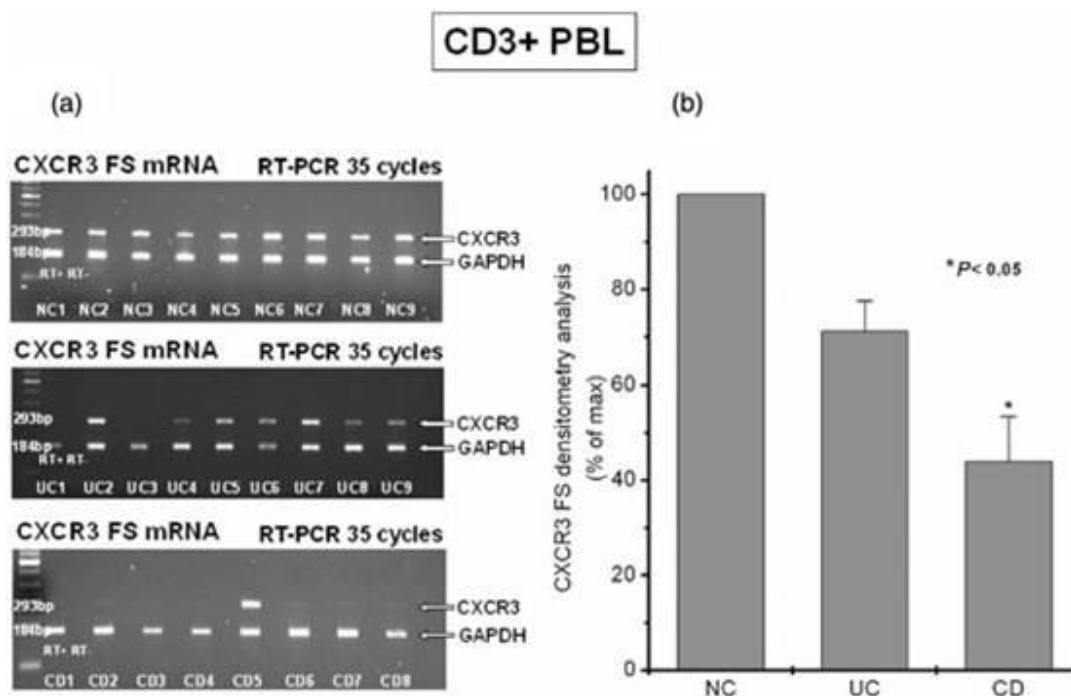 CD3+ PBL
(a)
CXCR3 FS mRNA RT-PCR 35 cycles
293bp
CXCR3
184bp
GAPDH
RT+ RT-
NC1 NC2 NC3 NC4 NC5 NC6 NC7 NC8 NC9
CXCR3 FS mRNA RT-PCR 35 cycles
293bp
CXCR3
184bp
GAPDH
RT+ RT-
UC1 UC2 UC3 UC4 UC5 UC6 UC7 UC8 UC9
CXCR3 FS mRNA RT-PCR 35 cycles
293bp
CXCR3
184bp
GAPDH
RT+ RT-
CD1 CD2 CD3 CD4 CD5 CD6 CD7 CD8
(b)
CXCR3 FS densitometry analysis
(% of max)
100
80
60
40
20
0
*P< 0.05
*
NC UC CD